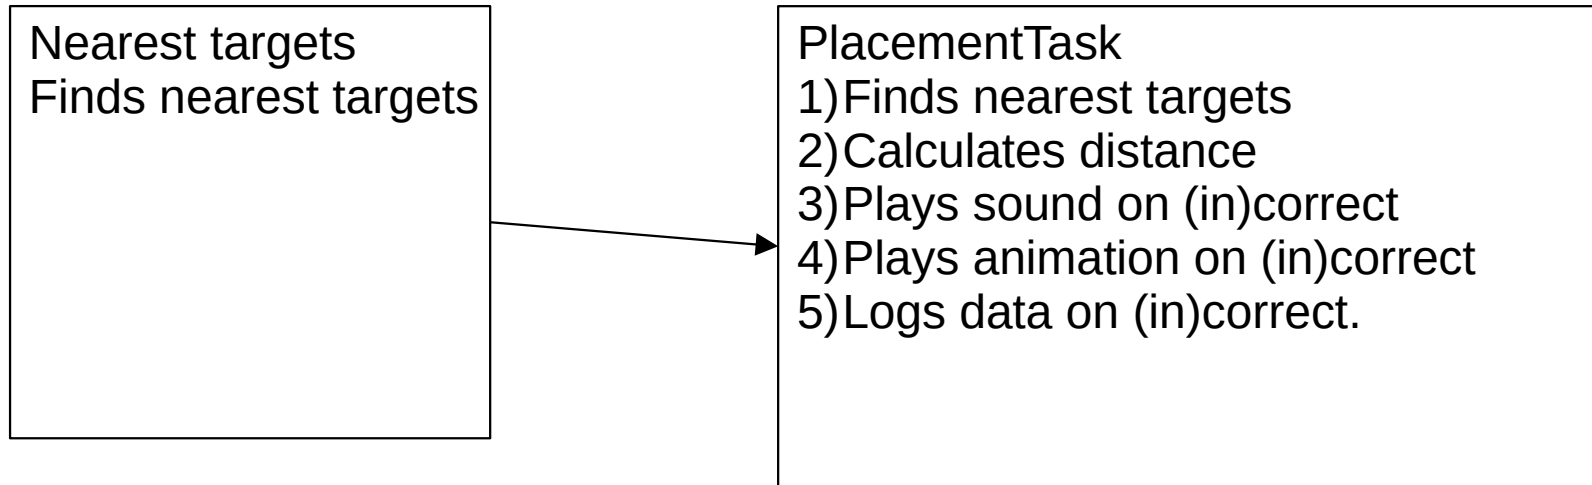 Nearest targets
Finds nearest targets
PlacementTask
1)Finds nearest targets
2)Calculates distance
3)Plays sound on (in)correct
4)Plays animation on (in)correct
5)Logs data on (in)correct.